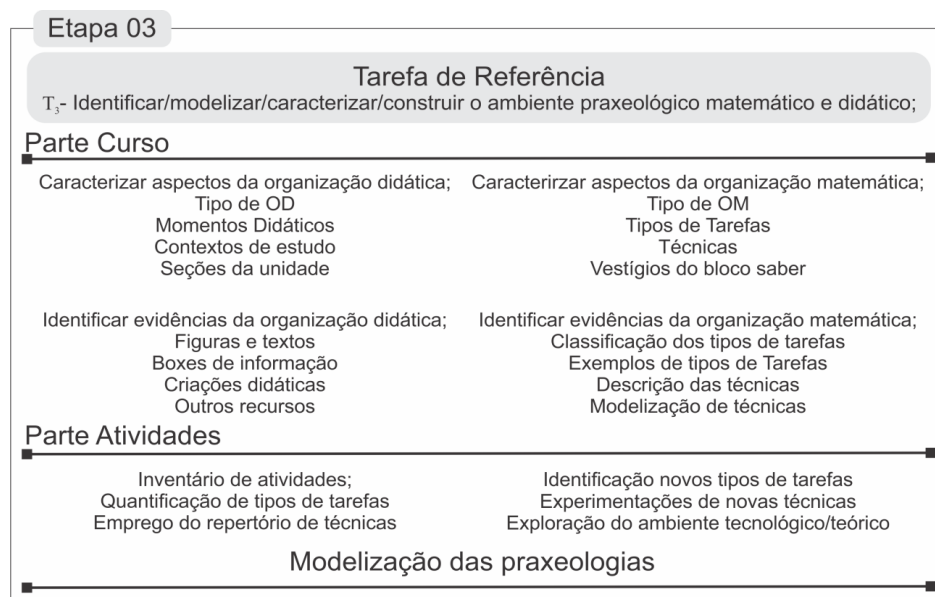 Etapa 03
Tarefa de Referência
T3- Identificar/modelizar/caracterizar/construir o ambiente praxeológico matemático e didático;
Parte Curso
Caracterizar aspectos da organização didática;
Tipo de OD
Momentos Didáticos
Contextos de estudo
Seções da unidade
Caracterirzar aspectos da organização matemática;
Tipo de OM
Tipos de Tarefas
Técnicas
Vestígios do bloco saber
Identificar evidências da organização didática;
Figuras e textos
Boxes de informação
Criações didáticas
Outros recursos
Identificar evidências da organização matemática;
Classificação dos tipos de tarefas
Exemplos de tipos de Tarefas
Descrição das técnicas
Modelização de técnicas
Parte Atividades
Inventário de atividades;
Quantificação de tipos de tarefas
Emprego do repertório de técnicas
Identificação novos tipos de tarefas
Experimentações de novas técnicas
Exploração do ambiente tecnológico/teórico
Modelização das praxeologias